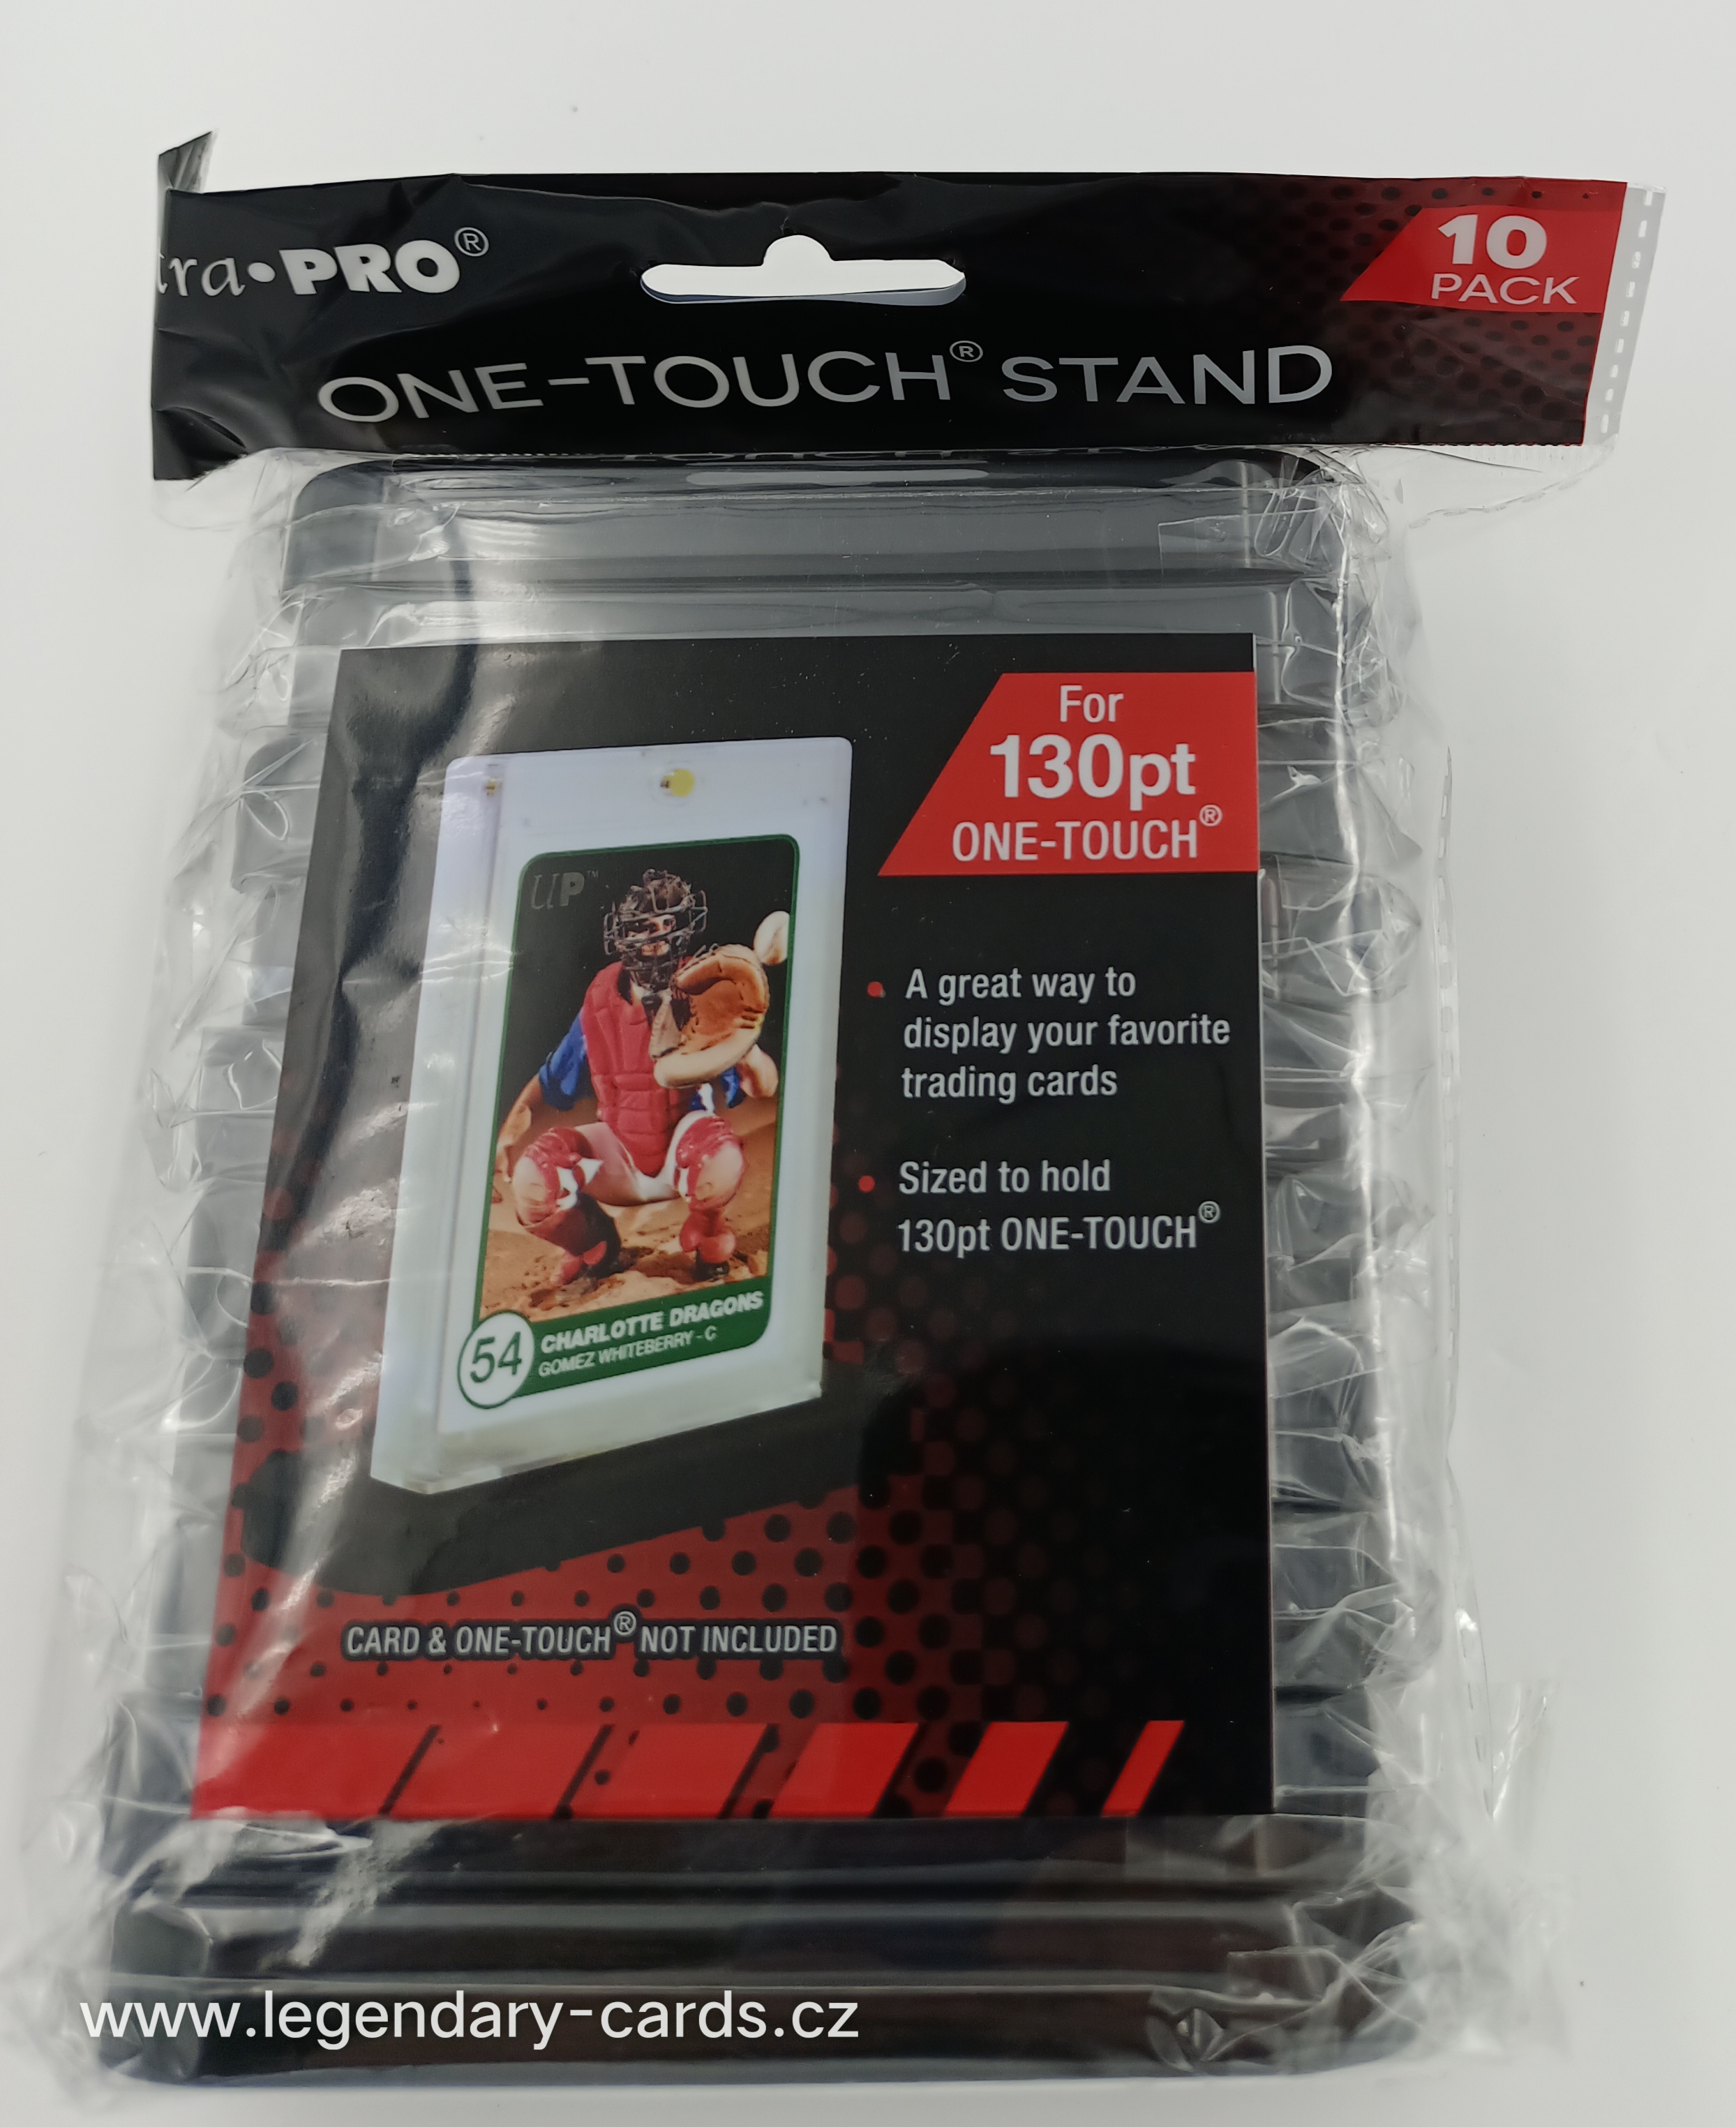 ra•PRO®
10
PACK
ONE-TOUCH® STAND
For
130pt
ONE-TOUCH®
UP™
• A great way to
display your favorite
trading cards
• Sized to hold
130pt ONE-TOUCH®
54
CHARLOTTE DRAGONS
GOMEZ WHITEBERRY - C
CARD & ONE-TOUCH® NOT INCLUDED
www.legendary-cards.cz